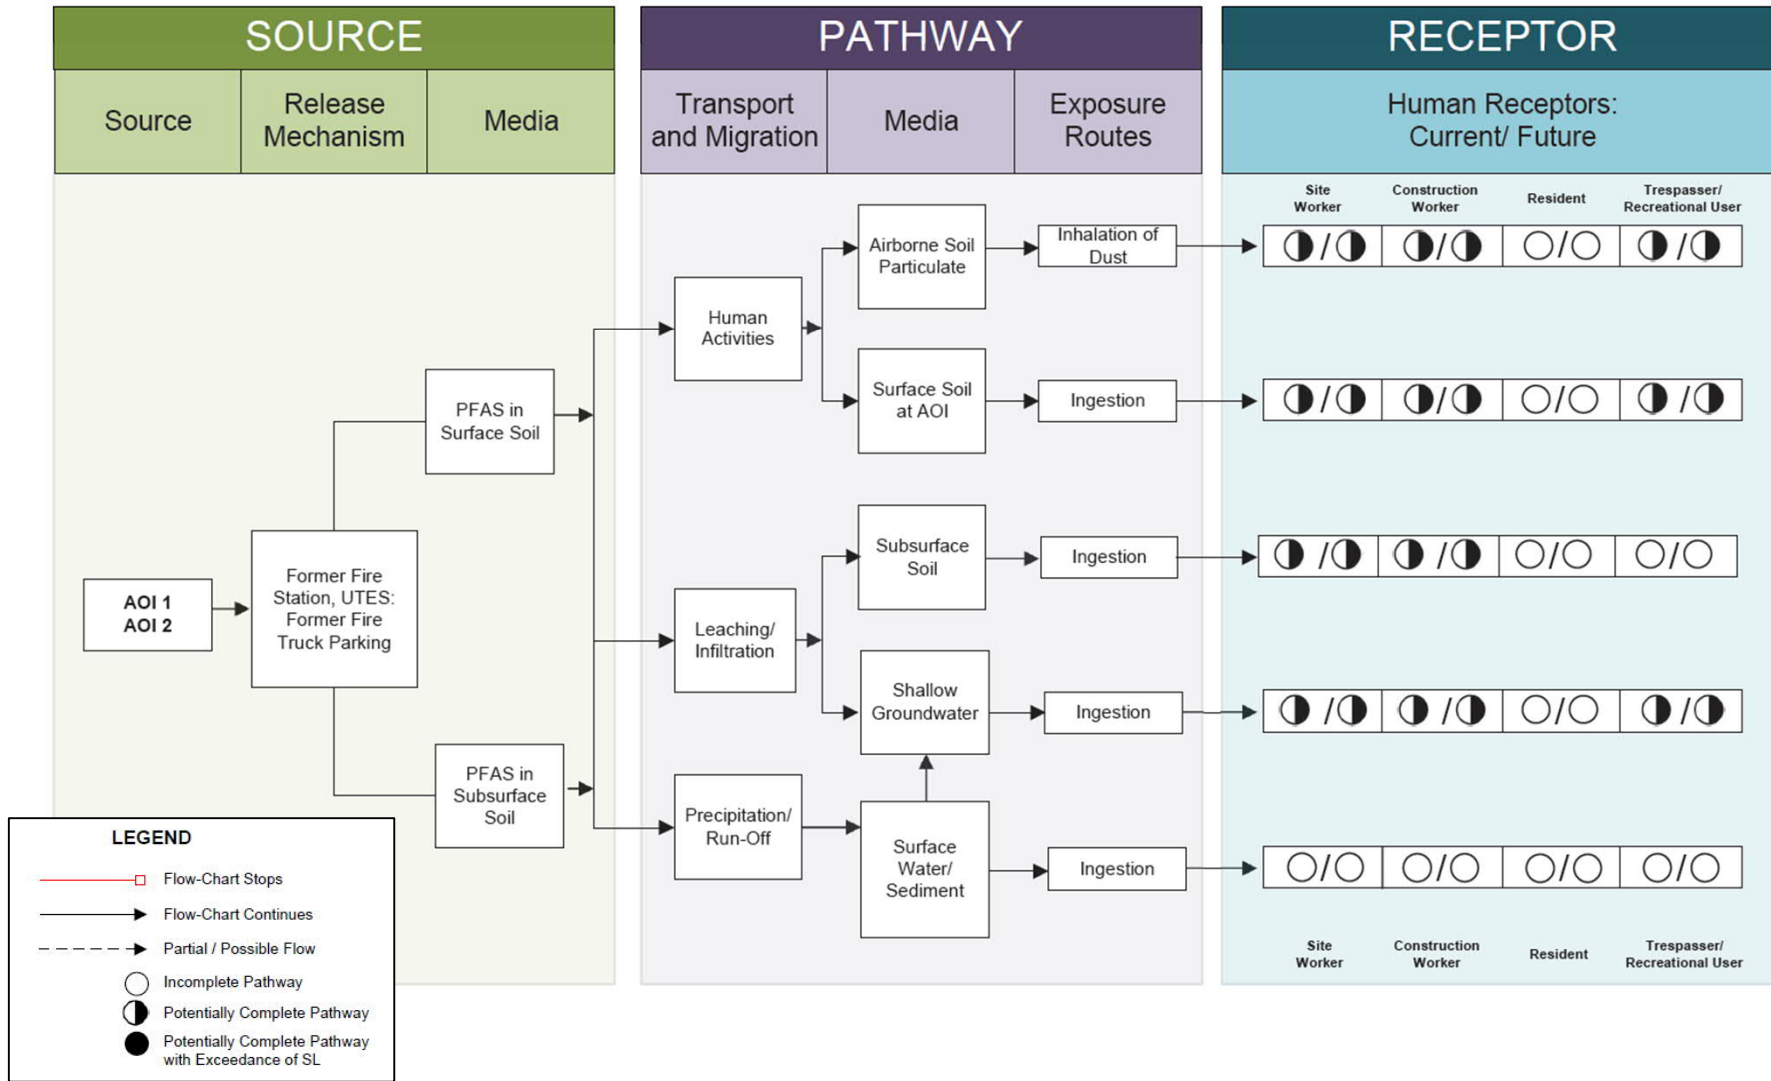 SOURCE
PATHWAY
RECEPTOR
Source
Release
Mechanism
Media
Transport
and Migration
Media
Exposure
Routes
Human Receptors:
Current/ Future
Site
Worker
Construction
Worker
Resident
Trespasser/
Recreational User
AOI 1
AOI 2
Former Fire
Station, UTES:
Former Fire
Truck Parking
PFAS in
Surface Soil
PFAS in
Subsurface
Soil
Human
Activities
Leaching/
Infiltration
Precipitation/
Run-Off
Airborne Soil
Particulate
Surface Soil
at AOI
Subsurface
Soil
Shallow
Groundwater
Surface
Water/
Sediment
Inhalation of
Dust
Ingestion
Ingestion
Ingestion
Ingestion
/ / / /
/ / / /
/ / / /
/ / / /
/ / / /
Site
Worker
Construction
Worker
Resident
Trespasser/
Recreational User
LEGEND
Flow-Chart Stops
Flow-Chart Continues
Partial / Possible Flow
Incomplete Pathway
Potentially Complete Pathway
Potentially Complete Pathway
with Exceedance of SL